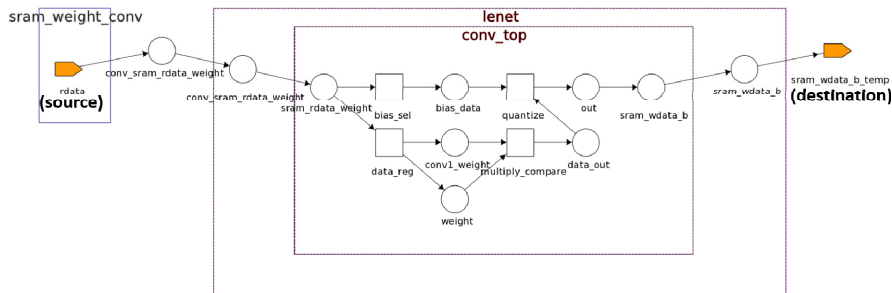 sram_weight_conv
lenet
conv_top
rdata
(source)
conv_sram_rdata_weight
conv_sram_rdata_weight
sram_rdata_weight
bias_sel
bias_data
quantize
out
sram_wdata_b
sram_wdata_b
sram_wdata_b_temp
(destination)
data_reg
conv1_weight
multiply_compare
data_out
weight